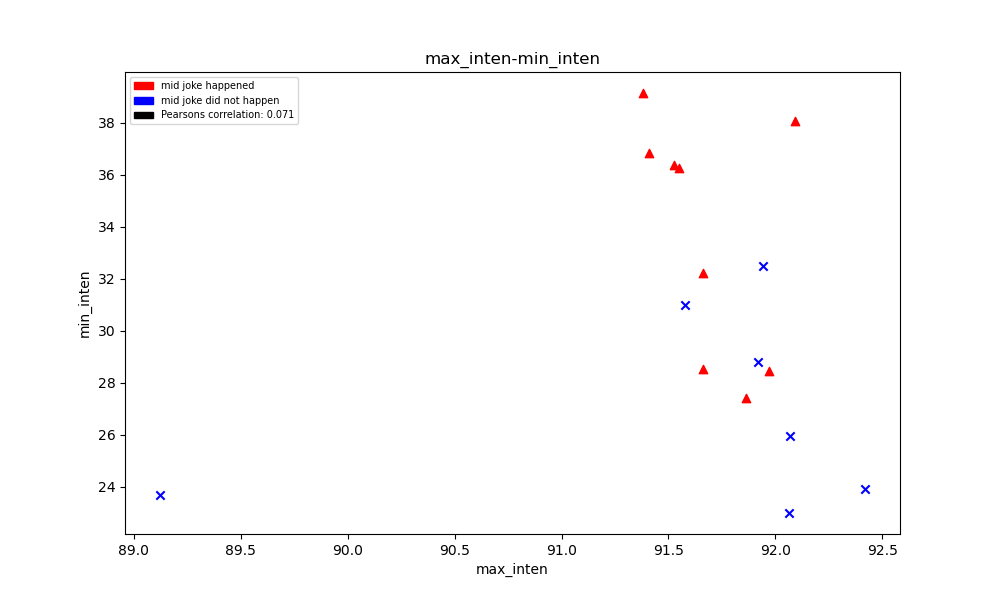 max_inten-min_inten
mid joke happened
mid joke did not happen
Pearsons correlation: 0.071
38
36
34
32
30
28
26
24
min_inten
89.0 89.5 90.0 90.5 91.0 91.5 92.0 92.5
max_inten